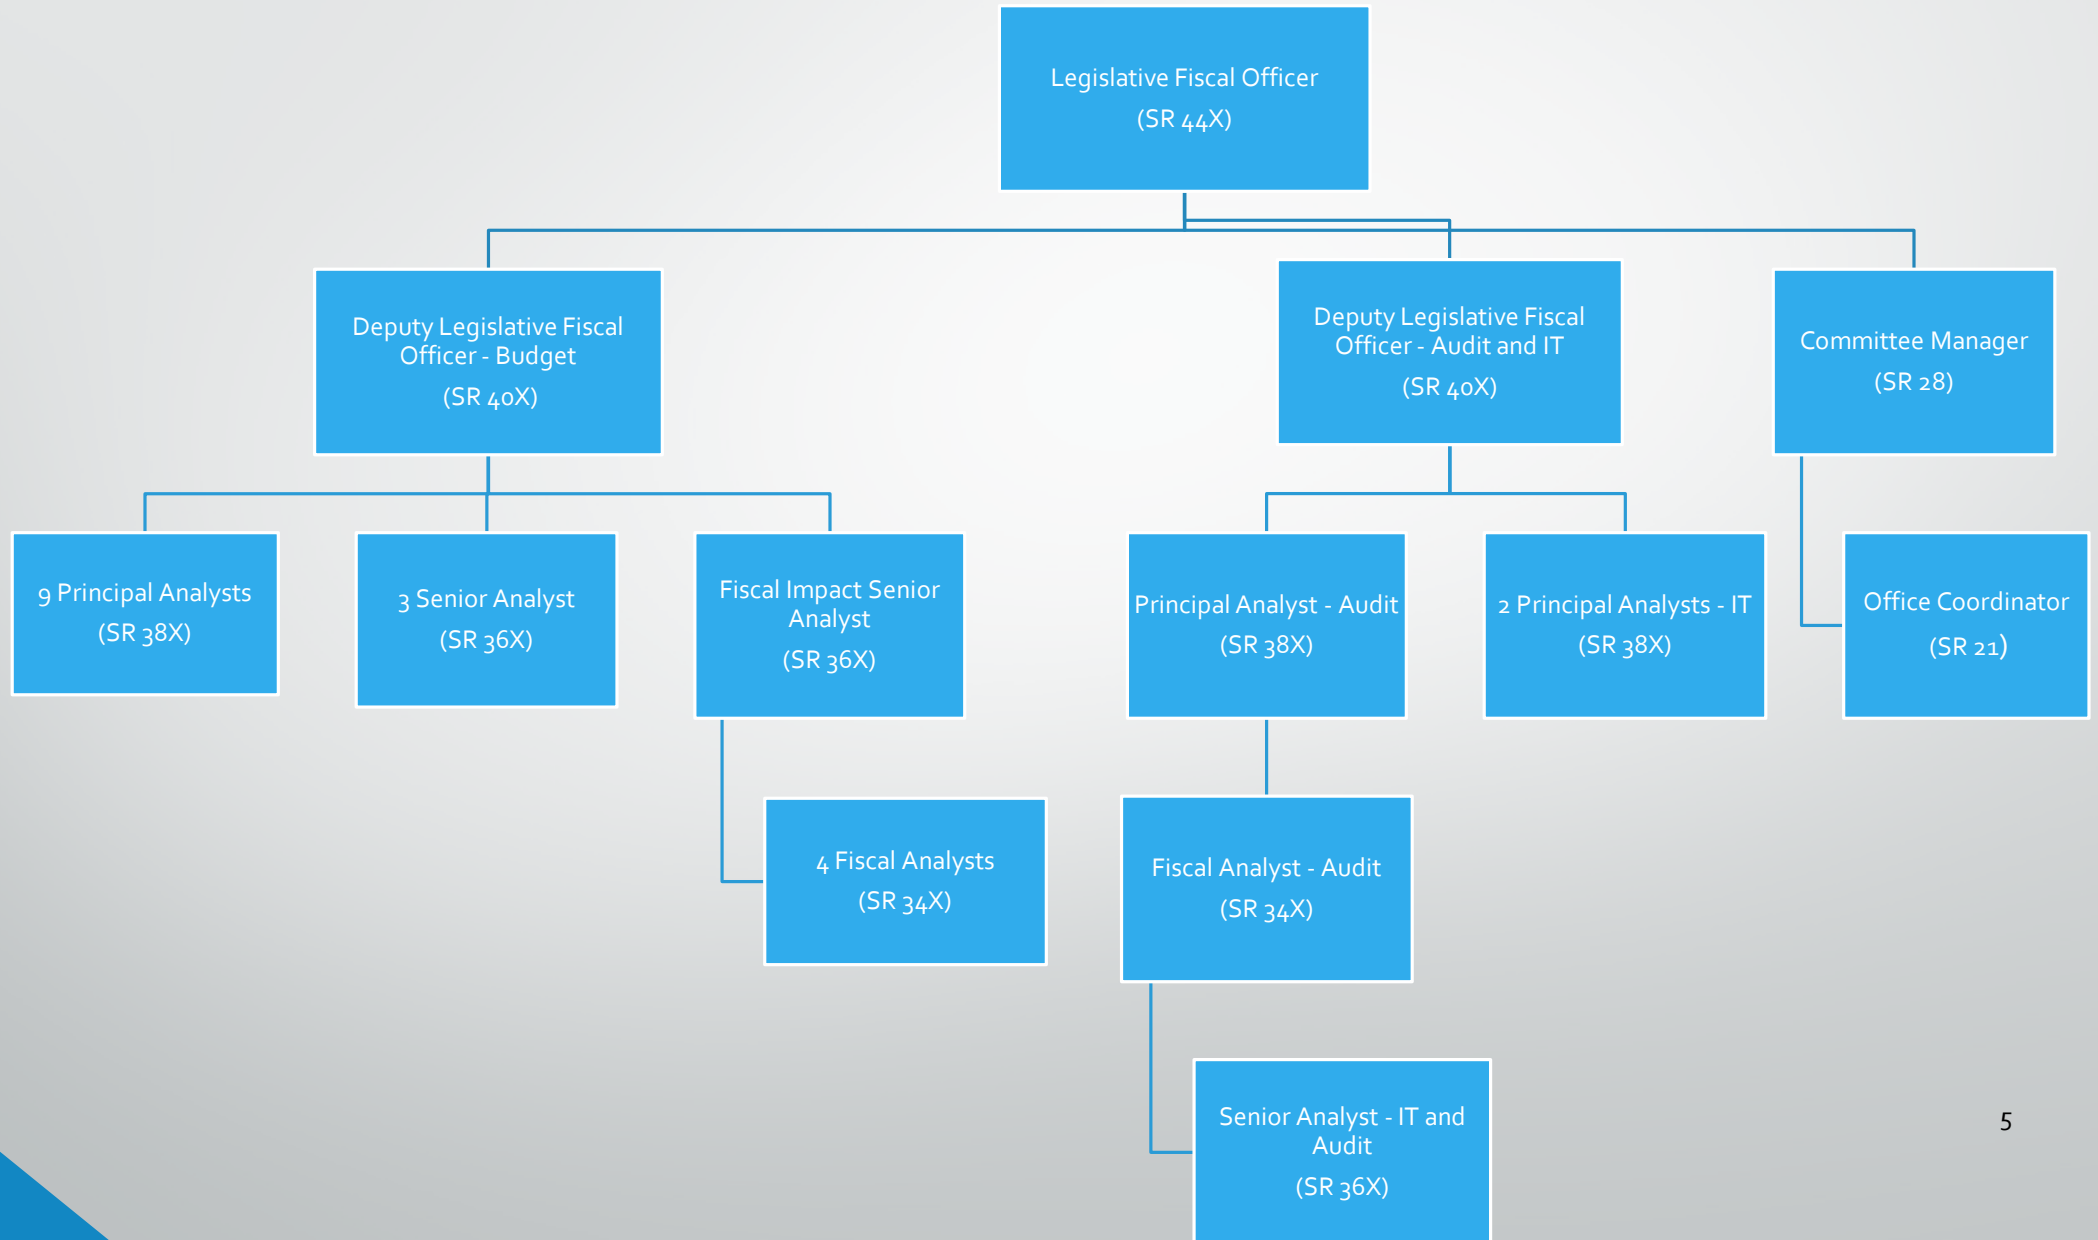 Legislative Fiscal Officer
(SR 44X)
Deputy Legislative Fiscal
Officer - Budget
(SR 40X)
Deputy Legislative Fiscal
Officer - Audit and IT
(SR 40X)
Committee Manager
(SR 28)
9 Principal Analysts
(SR 38X)
3 Senior Analyst
(SR 36X)
Fiscal Impact Senior
Analyst
(SR 36X)
Principal Analyst - Audit
(SR 38X)
2 Principal Analysts - IT
(SR 38X)
Office Coordinator
(SR 21)
4 Fiscal Analysts
(SR 34X)
Fiscal Analyst - Audit
(SR 34X)
Senior Analyst - IT and
Audit
(SR 36X)
5